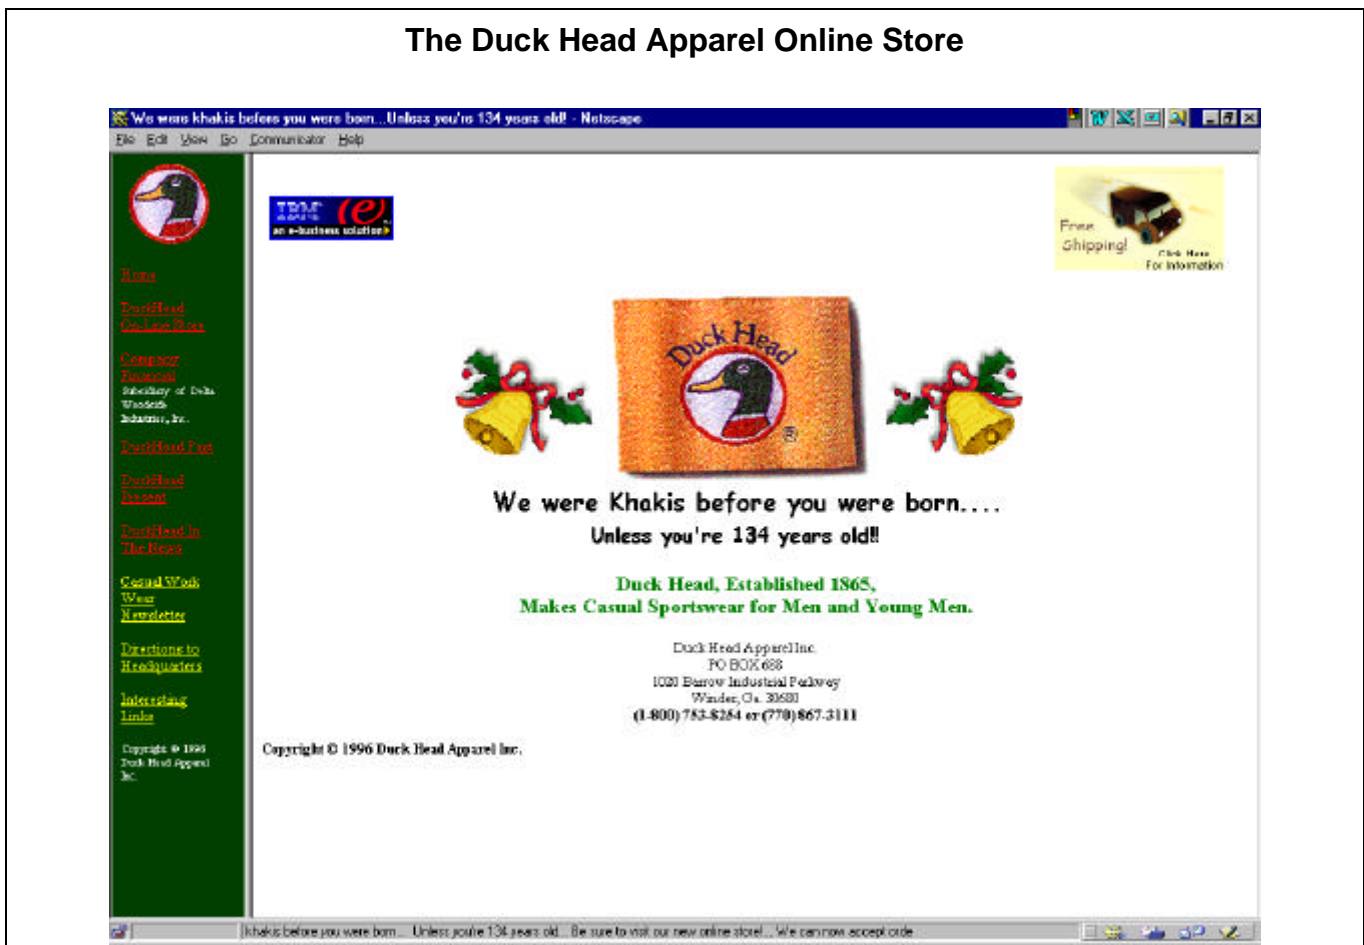 The Duck Head Apparel Online Store
We were khakis before you were born...Unless you're 134 years old! - Netscape
File Edit View Go Communicator Help
IBM e
an e-business solution
Free
Shipping!
Click Here
For Information
Home
DuckHead
On-Line Store
Company
Financial
Subsidiary of Delta
Woodside
Industries, Inc.
DuckHead Past
DuckHead
Present
DuckHead In
The News
Casual Work
Wear
Newsletter
Directions to
Headquarters
Interesting
Links
Copyright © 1996
Duck Head Apparel
Inc.
Duck Head
®
We were Khakis before you were born....
Unless you're 134 years old!!
Duck Head, Established 1865,
Makes Casual Sportswear for Men and Young Men.
Duck Head Apparel Inc.
PO BOX 688
1020 Barrow Industrial Parkway
Winder, Ga. 30680
(1-800) 753-8254 or (770) 867-3111
Copyright © 1996 Duck Head Apparel Inc.
khakis before you were born... Unless you're 134 years old... Be sure to visit our new online store!... We can now accept orde